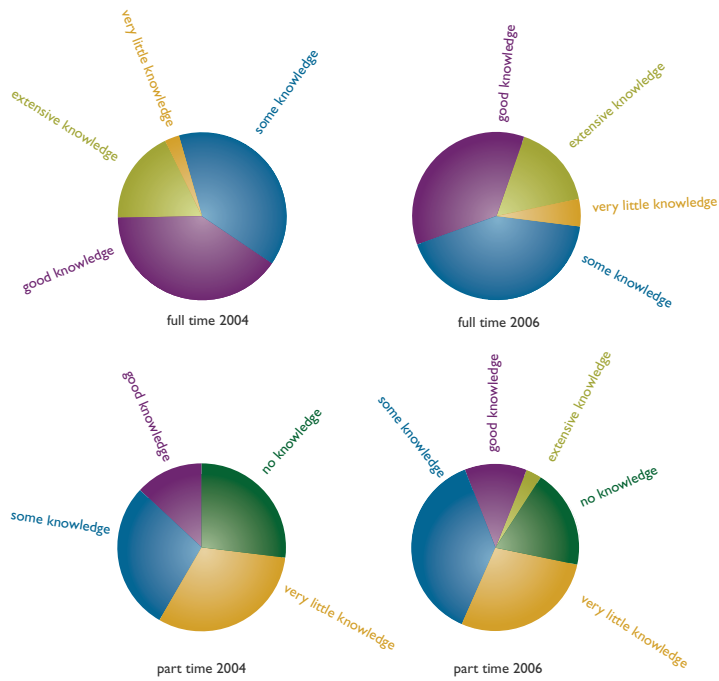 very little knowledge
some knowledge
extensive knowledge
good knowledge
full time 2004
good knowledge
extensive knowledge
very little knowledge
some knowledge
full time 2006
good knowledge
no knowledge
some knowledge
very little knowledge
part time 2004
some knowledge
good knowledge
extensive knowledge
no knowledge
very little knowledge
part time 2006